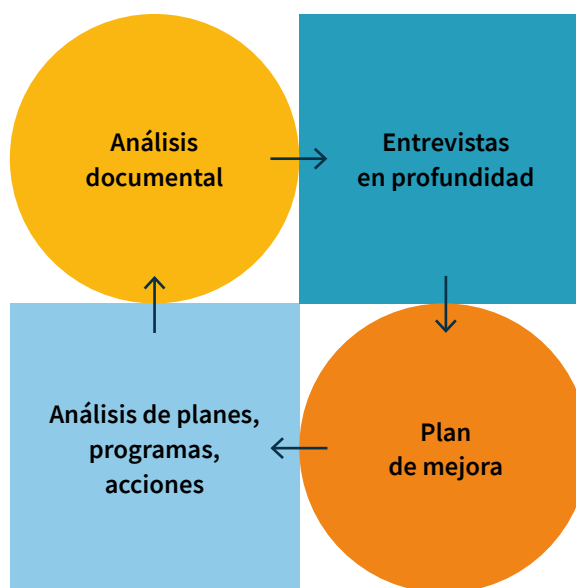 Análisis
documental
Entrevistas
en profundidad
Análisis de planes,
programas,
acciones
Plan
de mejora